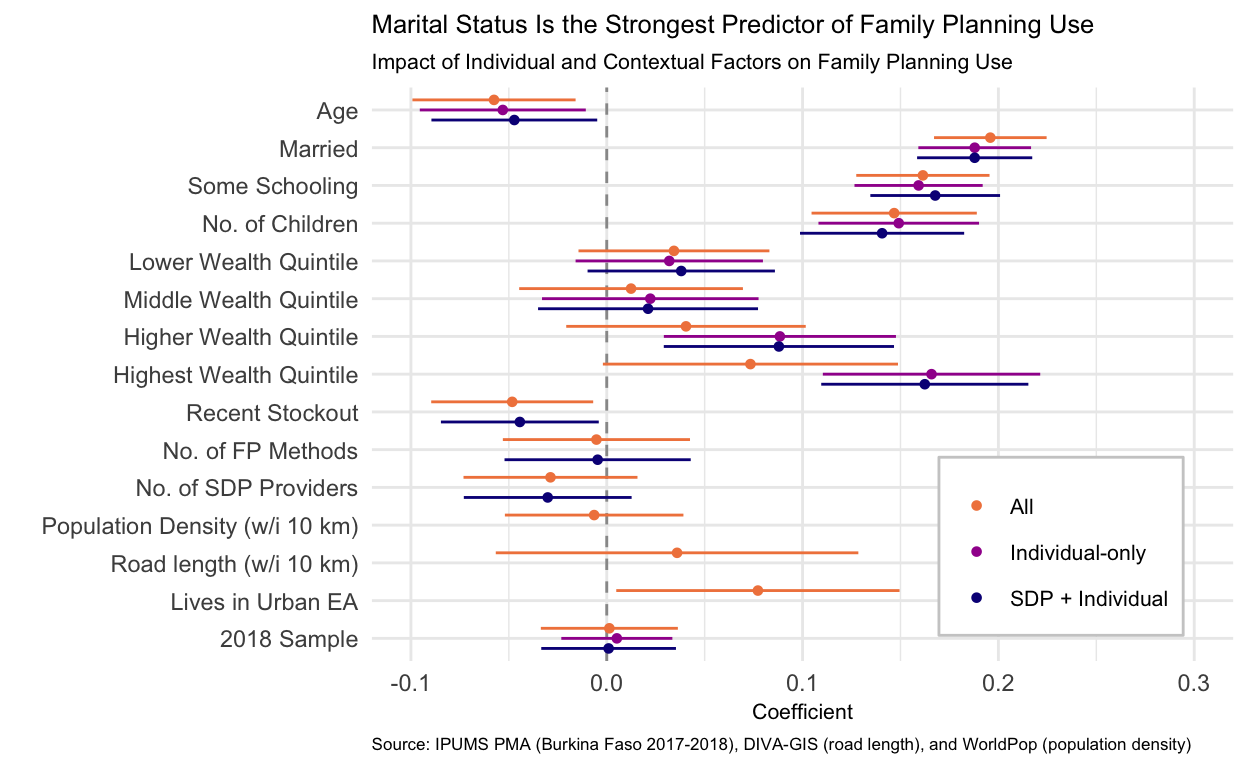 Marital Status Is the Strongest Predictor of Family Planning Use
Impact of Individual and Contextual Factors on Family Planning Use
Age
Married
Some Schooling
No. of Children
Lower Wealth Quintile
Middle Wealth Quintile
Higher Wealth Quintile
Highest Wealth Quintile
Recent Stockout
No. of FP Methods
No. of SDP Providers
Population Density (w/i 10 km)
Road length (w/i 10 km)
Lives in Urban EA
2018 Sample
All
Individual-only
SDP + Individual
-0.1 0.0 0.1 0.2 0.3
Coefficient
Source: IPUMS PMA (Burkina Faso 2017-2018), DIVA-GIS (road length), and WorldPop (population density)